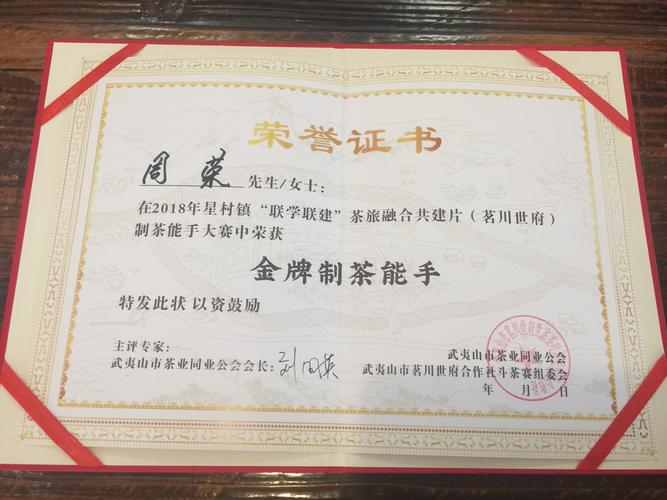 荣誉证书
周荣 先生/女士：
在2018年星村镇“联学联建”茶旅融合共建片（茗川世府）
制茶能手大赛中荣获
金牌制茶能手
特发此状 以资鼓励
主评专家：
武夷山市茶业同业公会会长：刘国英
武夷山市茶业同业公会
武夷山市茗川世府合作社斗茶赛组委会
年 月 日